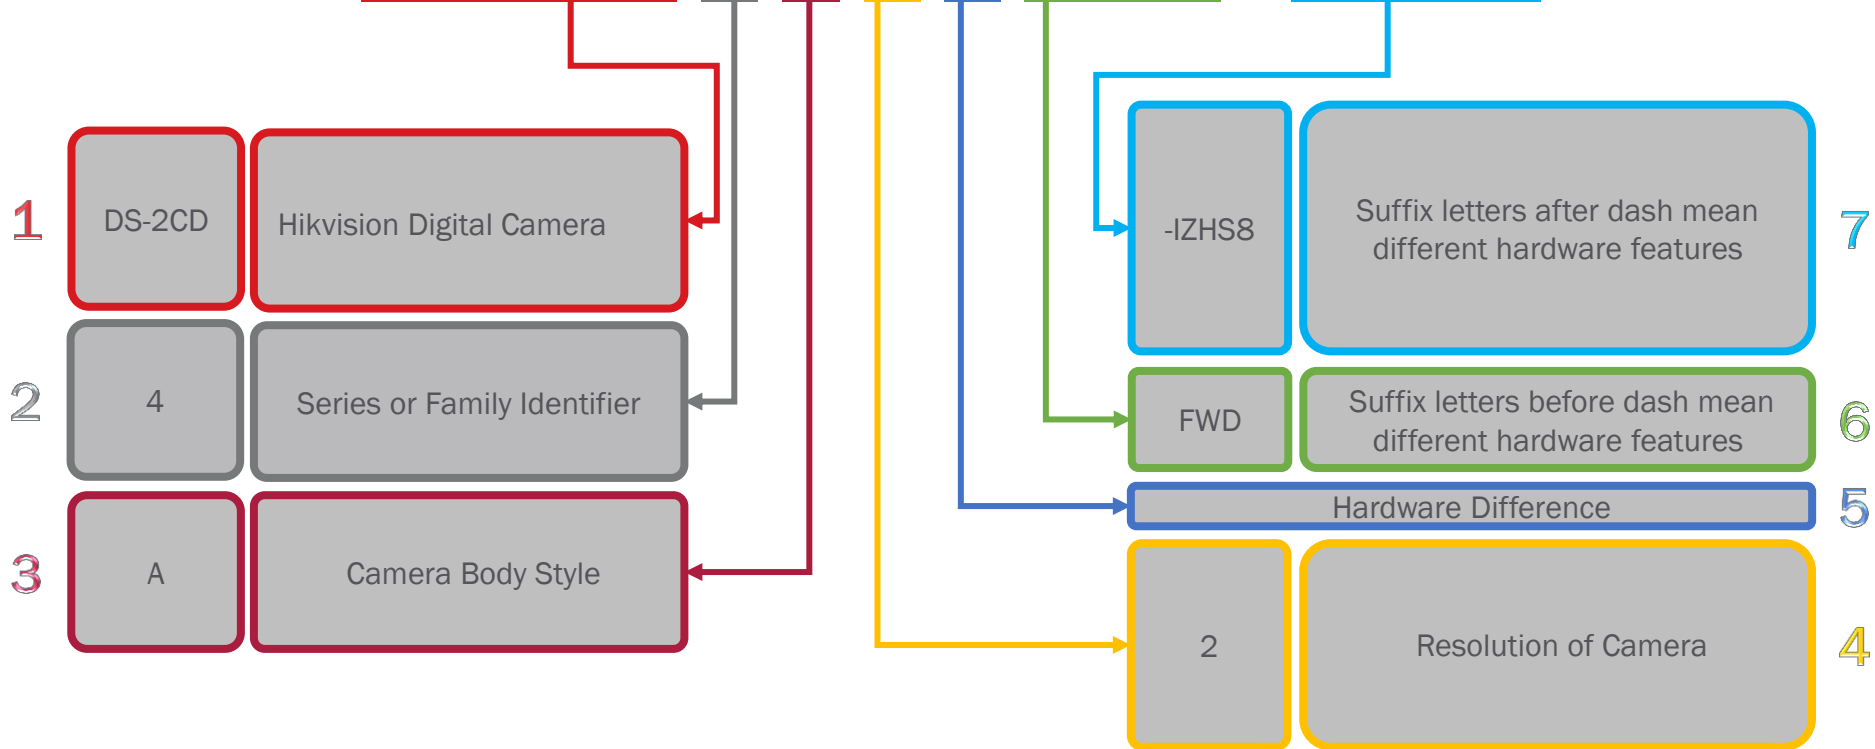 1
DS-2CD
Hikvision Digital Camera
2
4
Series or Family Identifier
3
A
Camera Body Style
-IZHS8
Suffix letters after dash mean
different hardware features
7
FWD
Suffix letters before dash mean
different hardware features
6
Hardware Difference
5
2
Resolution of Camera
4